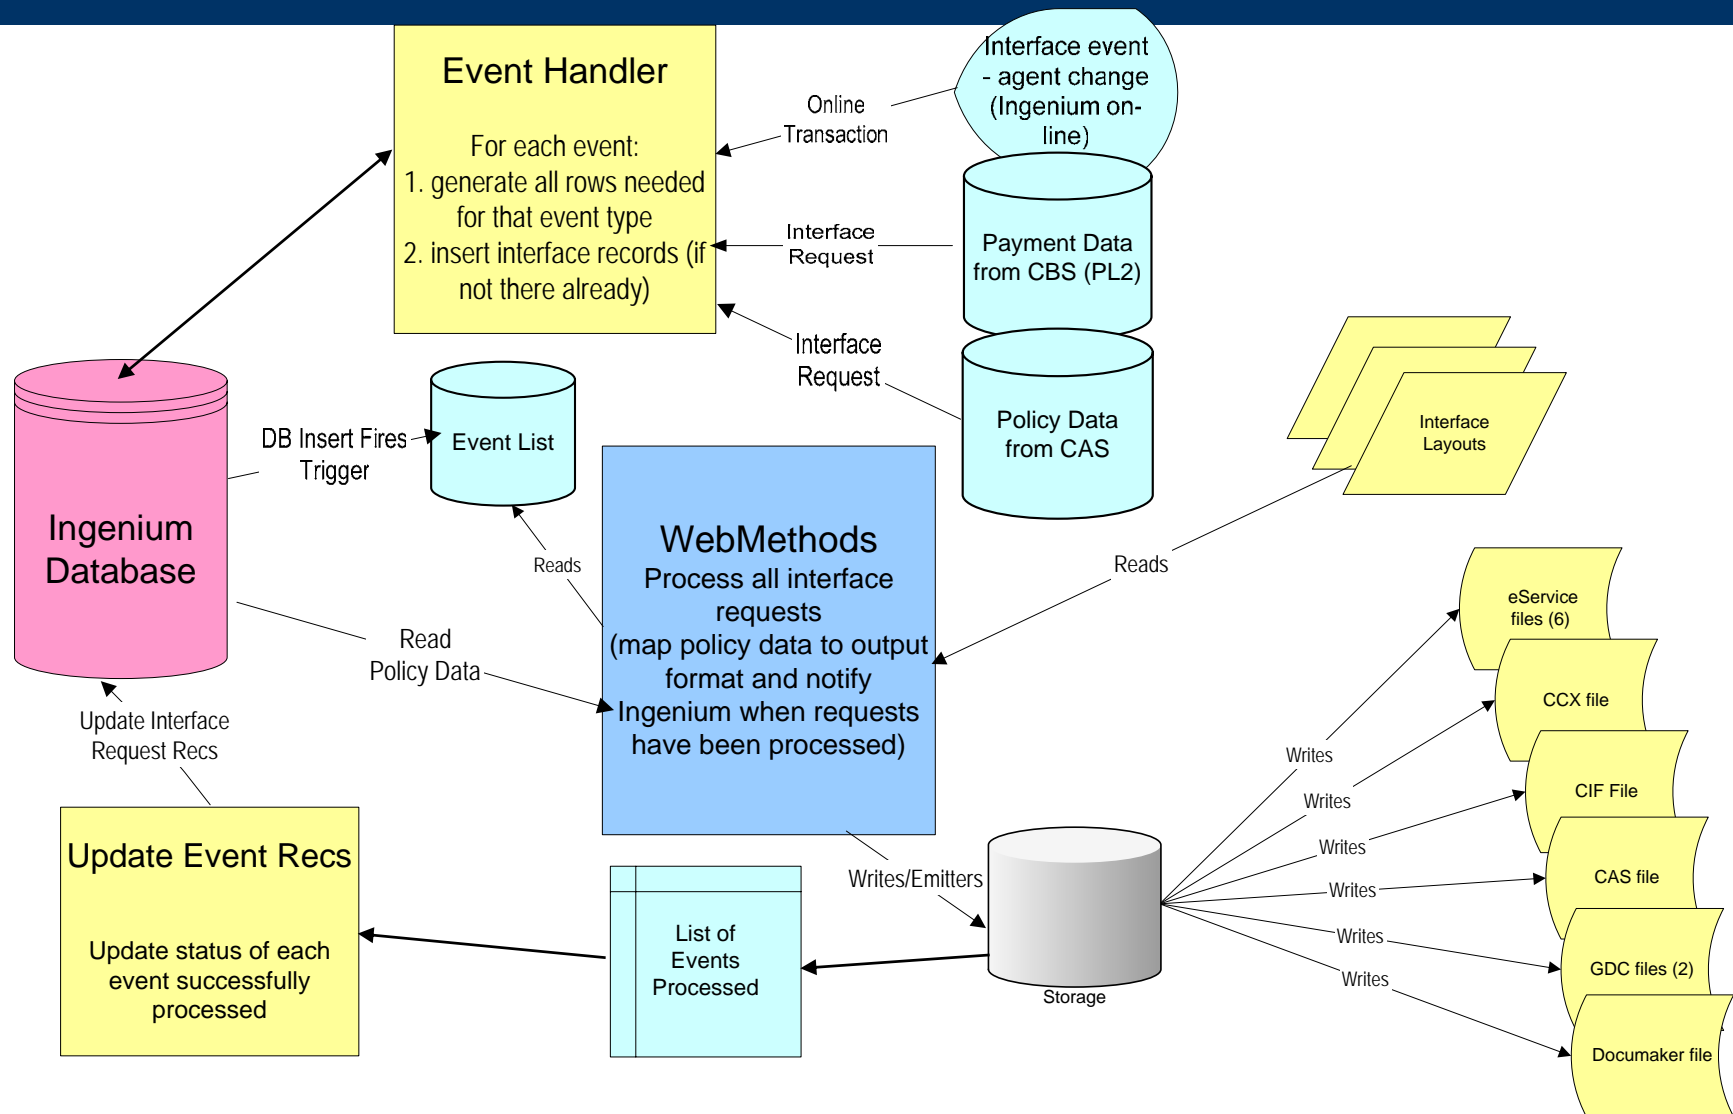 Event Handler
For each event:
1. generate all rows needed
for that event type
2. insert interface records (if
not there already)
Online
Transaction
Interface event
- agent change
(Ingenium on-
line)
Interface
Request
Payment Data
from CBS (PL2)
Interface
Request
Policy Data
from CAS
Interface
Layouts
DB Insert Fires
Trigger
Event List
Ingenium
Database
Reads
WebMethods
Process all interface
requests
(map policy data to output
format and notify
Ingenium when requests
have been processed)
Reads
Read
Policy Data
Update Interface
Request Recs
eService
files (6)
CCX file
CIF File
CAS file
GDC files (2)
Documaker file
Writes
Writes
Writes
Writes
Writes
Writes
Writes/Emitters
Storage
Update Event Recs
Update status of each
event successfully
processed
List of
Events
Processed